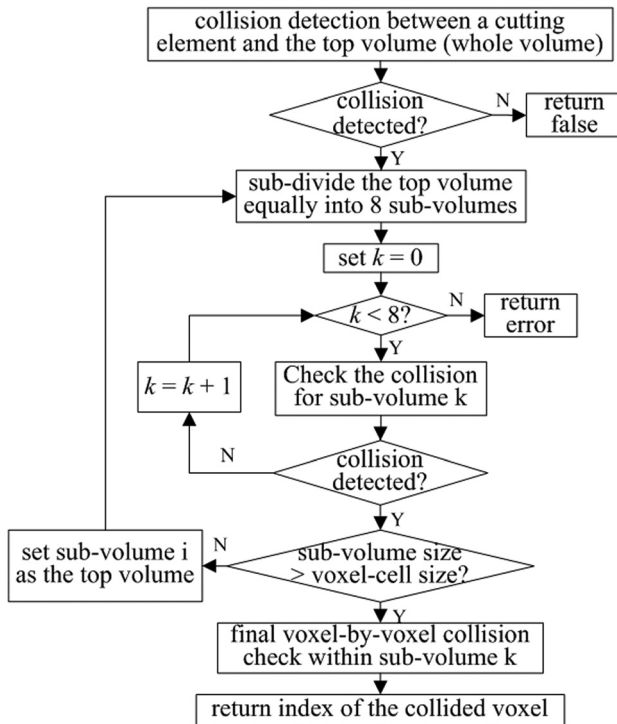 collision detection between a cutting
element and the top volume (whole volume)
collision
detected?
N
return
false
Y
sub-divide the top volume
equally into 8 sub-volumes
set k = 0
k < 8?
N
return
error
Y
k = k + 1
Check the collision
for sub-volume k
N
collision
detected?
Y
set sub-volume i
as the top volume
N
sub-volume size
> voxel-cell size?
Y
final voxel-by-voxel collision
check within sub-volume k
return index of the collided voxel